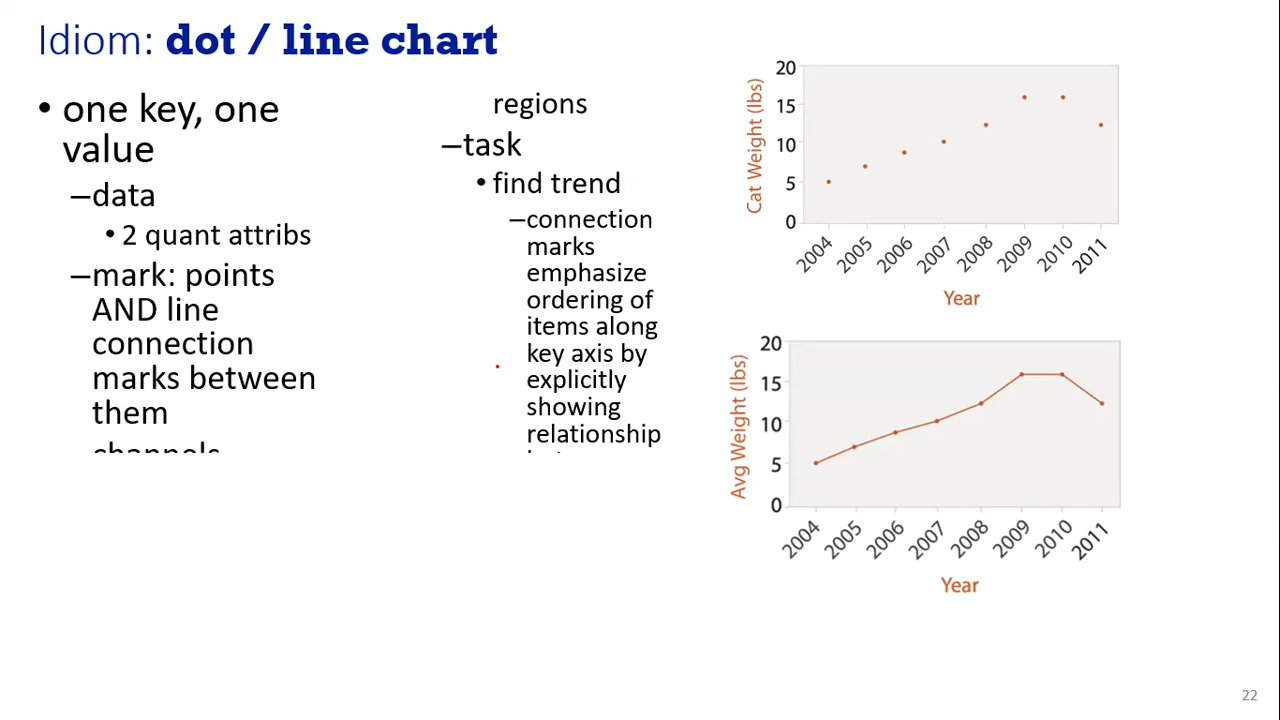 Idiom: dot / line chart
• one key, one
value
–data
• 2 quant attribs
–mark: points
AND line
connection
marks between
them
channels
regions
–task
• find trend
–connection
marks
emphasize
ordering of
items along
key axis by
explicitly
showing
relationship
20
15
10
5
0
Cat Weight (lbs)
2004
2005
2006
2007
2008
2009
2010
2011
Year
20
15
10
5
0
Avg Weight (lbs)
2004
2005
2006
2007
2008
2009
2010
2011
Year
22